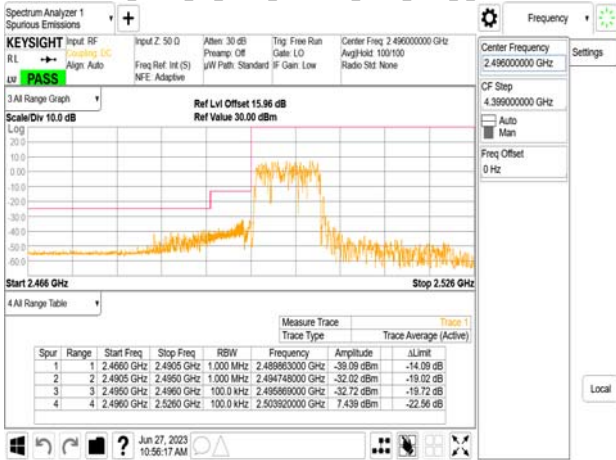 Spectrum Analyzer 1
Spurious Emissions
Frequency
KEYSIGHT
RL
LV PASS
Input: RF
Coupling: DC
Align: Auto
Input Z: 50 Ω
Freq Ref: Int (S)
NFE: Adaptive
Atten: 30 dB
Preamp: Off
µW Path: Standard
Trig: Free Run
Gate: LO
IF Gain: Low
Center Freq: 2.496000000 GHz
Avg|Hold: 100/100
Radio Std: None
Center Frequency
2.496000000 GHz
Settings
CF Step
4.399000000 GHz
Auto
Man
Freq Offset
0 Hz
Local
3 All Range Graph
Scale/Div 10.0 dB
Ref Lvl Offset 15.96 dB
Ref Value 30.00 dBm
Log
20.0
10.0
0.00
-10.0
-20.0
-30.0
-40.0
-50.0
-60.0
Start 2.466 GHz
Stop 2.526 GHz
4 All Range Table
Measure Trace Trace 1
Trace Type Trace Average (Active)
Spur Range Start Freq Stop Freq RBW Frequency Amplitude ΔLimit
1 1 2.4660 GHz 2.4905 GHz 1.000 MHz 2.489863000 GHz -39.09 dBm -14.09 dB
2 2 2.4905 GHz 2.4950 GHz 1.000 MHz 2.494748000 GHz -32.02 dBm -19.02 dB
3 3 2.4950 GHz 2.4960 GHz 100.0 kHz 2.495869000 GHz -32.72 dBm -19.72 dB
4 4 2.4960 GHz 2.5260 GHz 100.0 kHz 2.503920000 GHz 7.439 dBm -22.56 dB
Jun 27, 2023
10:56:17 AM